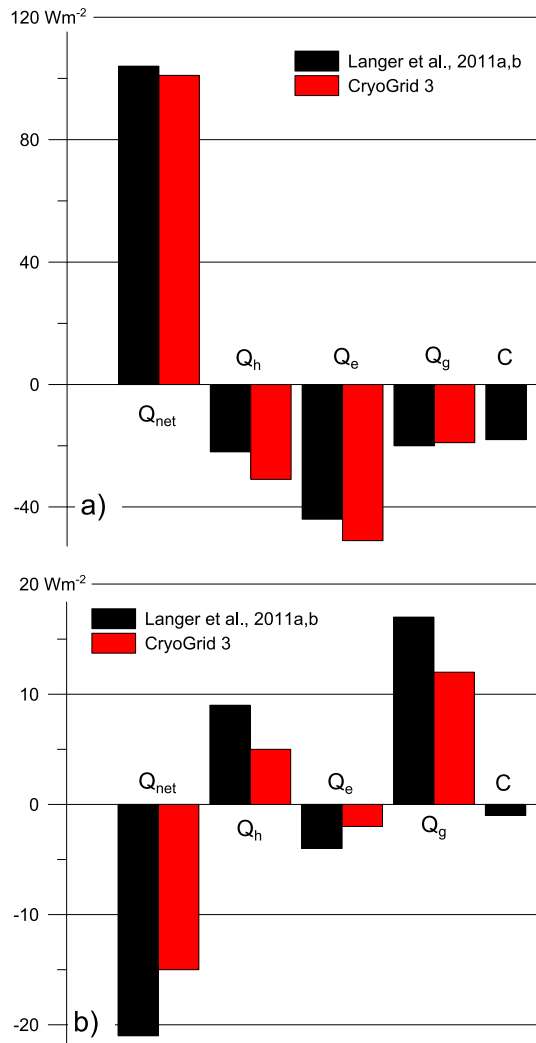 120 Wm-2
Langer et al., 2011a,b
CryoGrid 3
80
40
Qh
Qe
Qg
C
0
Qnet
-40
a)
20 Wm-2
Langer et al., 2011a,b
CryoGrid 3
10
Qnet
Qe
C
0
Qh
Qg
-10
-20
b)